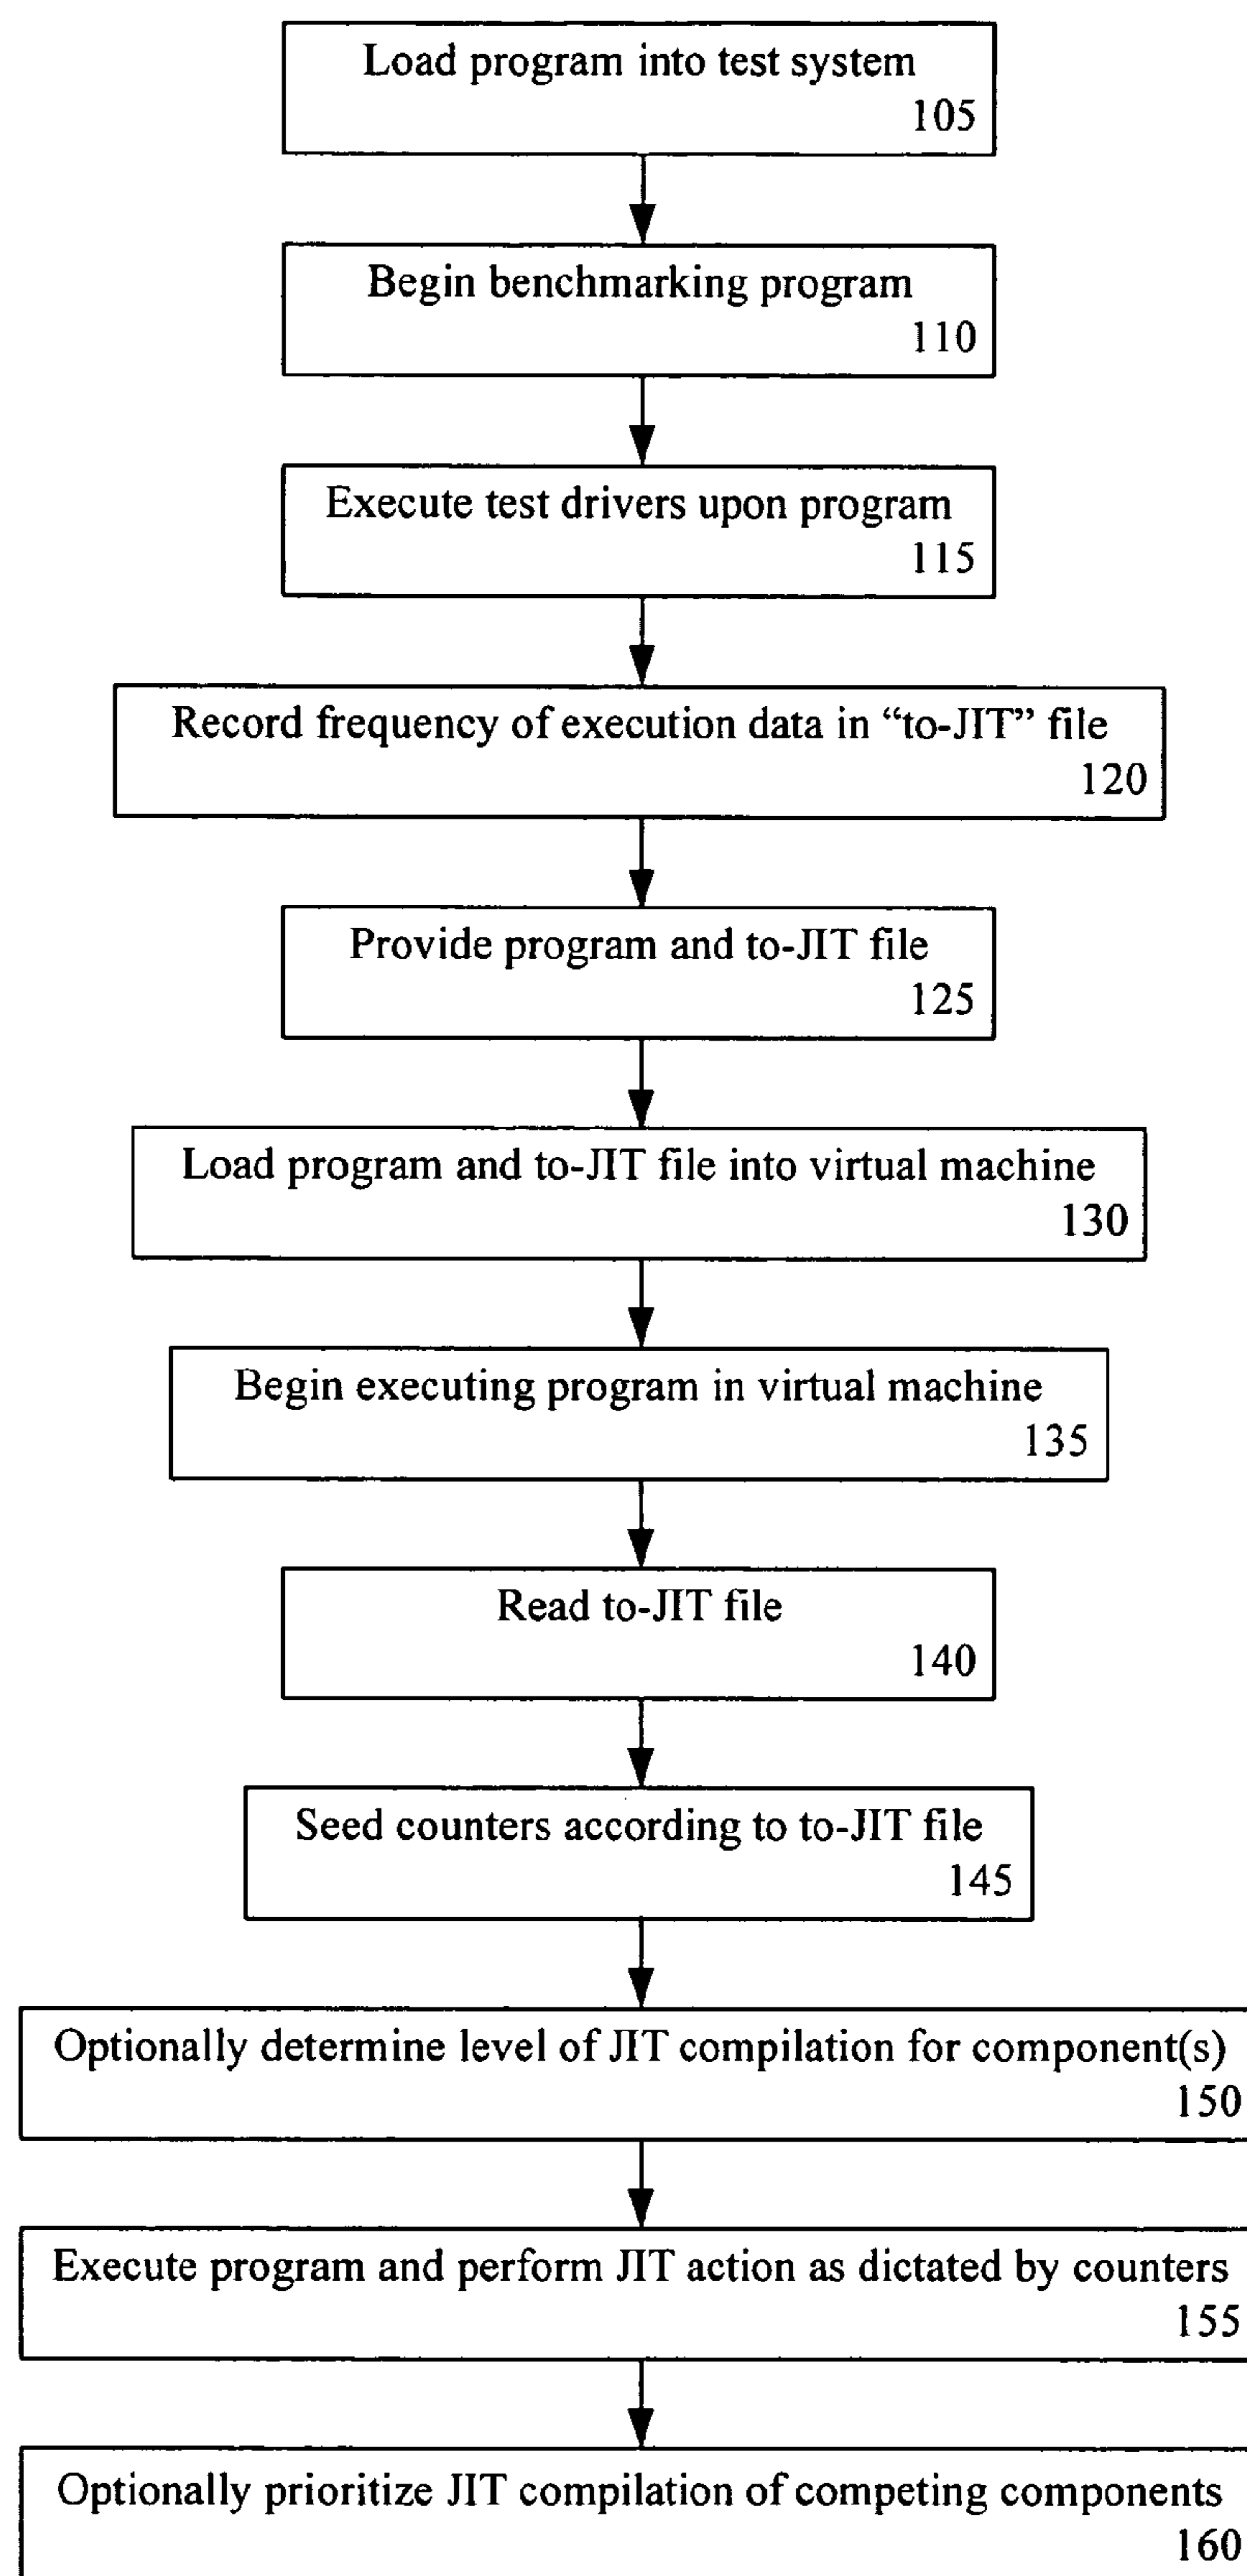 Load program into test system
105
Begin benchmarking program
110
Execute test drivers upon program
115
Record frequency of execution data in “to-JIT” file
120
Provide program and to-JIT file
125
Load program and to-JIT file into virtual machine
130
Begin executing program in virtual machine
135
Read to-JIT file
140
Seed counters according to to-JIT file
145
Optionally determine level of JIT compilation for component(s)
150
Execute program and perform JIT action as dictated by counters
155
Optionally prioritize JIT compilation of competing components
160